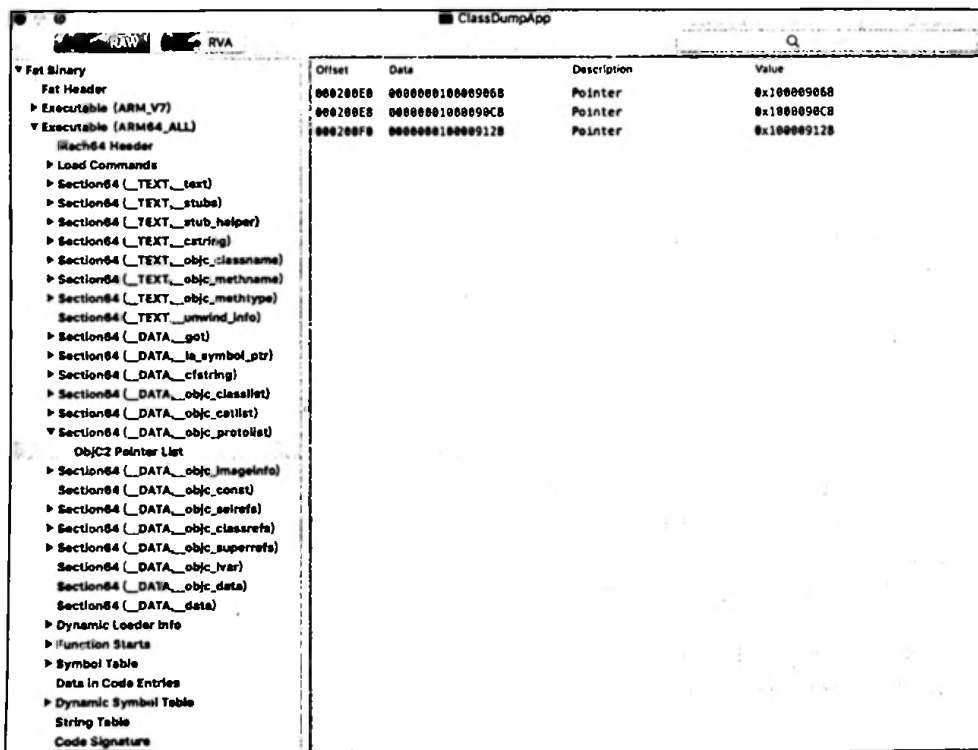 ClassDumpApp
RAW RVA
Fat Binary
Fat Header
Executable (ARM_V7)
Executable (ARM64_ALL)
Mach64 Header
Load Commands
Section64 (__TEXT,__text)
Section64 (__TEXT,__stubs)
Section64 (__TEXT,__stub_helper)
Section64 (__TEXT,__cstring)
Section64 (__TEXT,__objc_classname)
Section64 (__TEXT,__objc_methname)
Section64 (__TEXT,__objc_methtype)
Section64 (__TEXT,__unwind_info)
Section64 (__DATA,__got)
Section64 (__DATA,__la_symbol_ptr)
Section64 (__DATA,__cfstring)
Section64 (__DATA,__objc_classlist)
Section64 (__DATA,__objc_catlist)
Section64 (__DATA,__objc_protolist)
ObjC2 Pointer List
Section64 (__DATA,__objc_imageinfo)
Section64 (__DATA,__objc_const)
Section64 (__DATA,__objc_selrefs)
Section64 (__DATA,__objc_classrefs)
Section64 (__DATA,__objc_superrefs)
Section64 (__DATA,__objc_ivar)
Section64 (__DATA,__objc_data)
Section64 (__DATA,__data)
Dynamic Loader Info
Function Starts
Symbol Table
Data in Code Entries
Dynamic Symbol Table
String Table
Code Signature
Offset Data Description Value
000200E0 0000000100009068 Pointer 0x100009068
000200E8 00000001000090C8 Pointer 0x1000090C8
000200F0 0000000100009128 Pointer 0x100009128